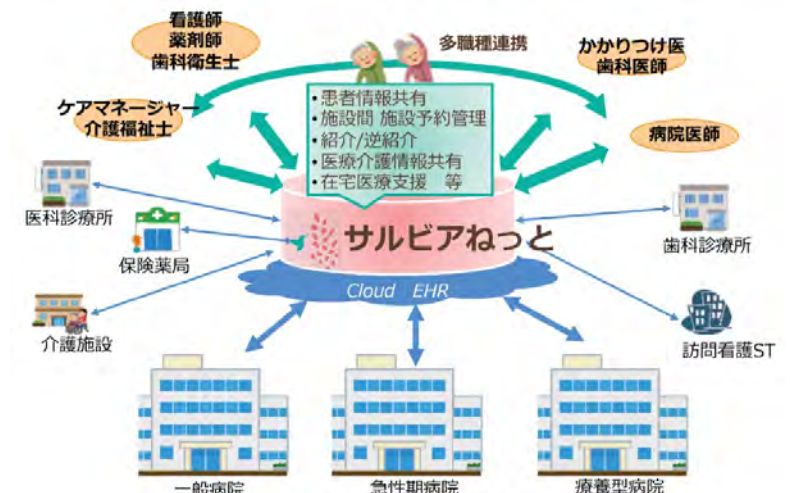 看護師
薬剤師
歯科衛生士
多職種連携
かかりつけ医
歯科医師
ケアマネージャー
介護福祉士
病院医師
•患者情報共有
•施設間 施設予約管理
•紹介/逆紹介
•医療介護情報共有
•在宅医療支援 等
医科診療所
サルビアねっと
歯科診療所
保険薬局
Cloud EHR
介護施設
訪問看護ST
一般病院
急性期病院
療養型病院